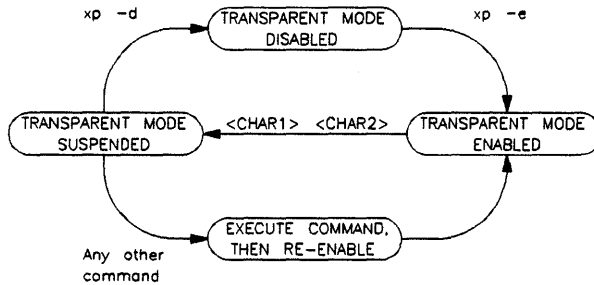 xp -d
TRANSPARENT MODE
DISABLED
xp -e
TRANSPARENT MODE
SUSPENDED
<CHAR1> <CHAR2>
TRANSPARENT MODE
ENABLED
EXECUTE COMMAND,
THEN RE-ENABLE
Any other
command